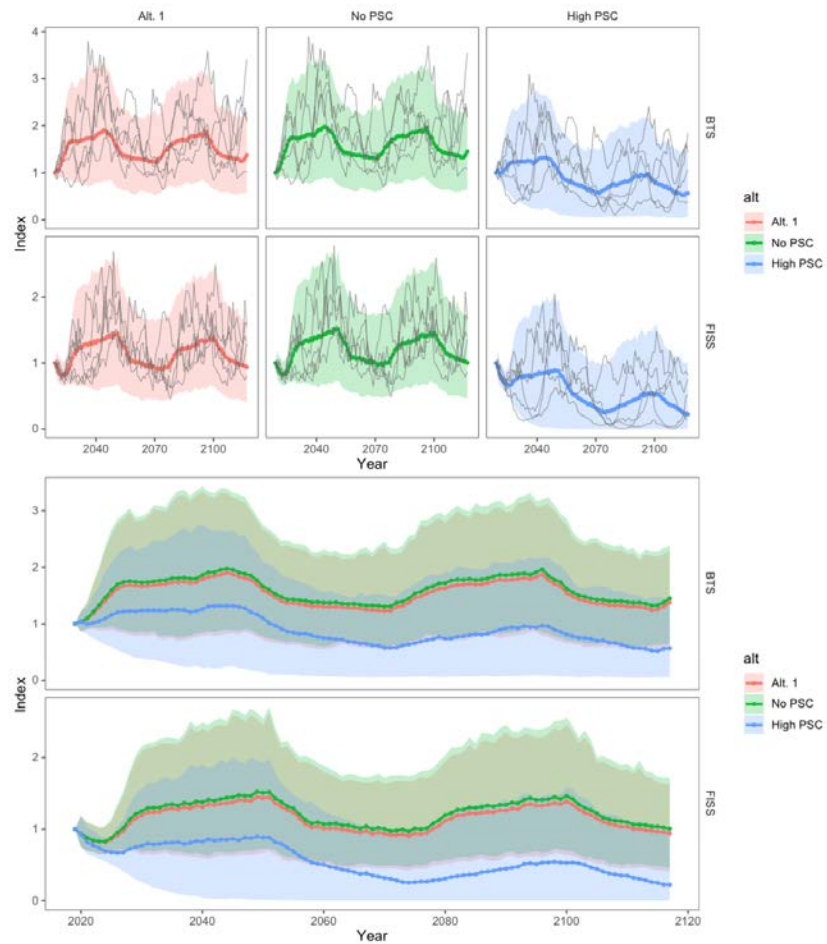 Alt. 1 No PSC High PSC
4
3
2
1
0
BTS
2
1
0
FISS
Index
2040 2070 2100 2040 2070 2100 2040 2070 2100
Year
alt
Alt. 1
No PSC
High PSC
3
2
1
0
BTS
2
1
0
FISS
Index
2020 2040 2060 2080 2100 2120
Year
alt
Alt. 1
No PSC
High PSC